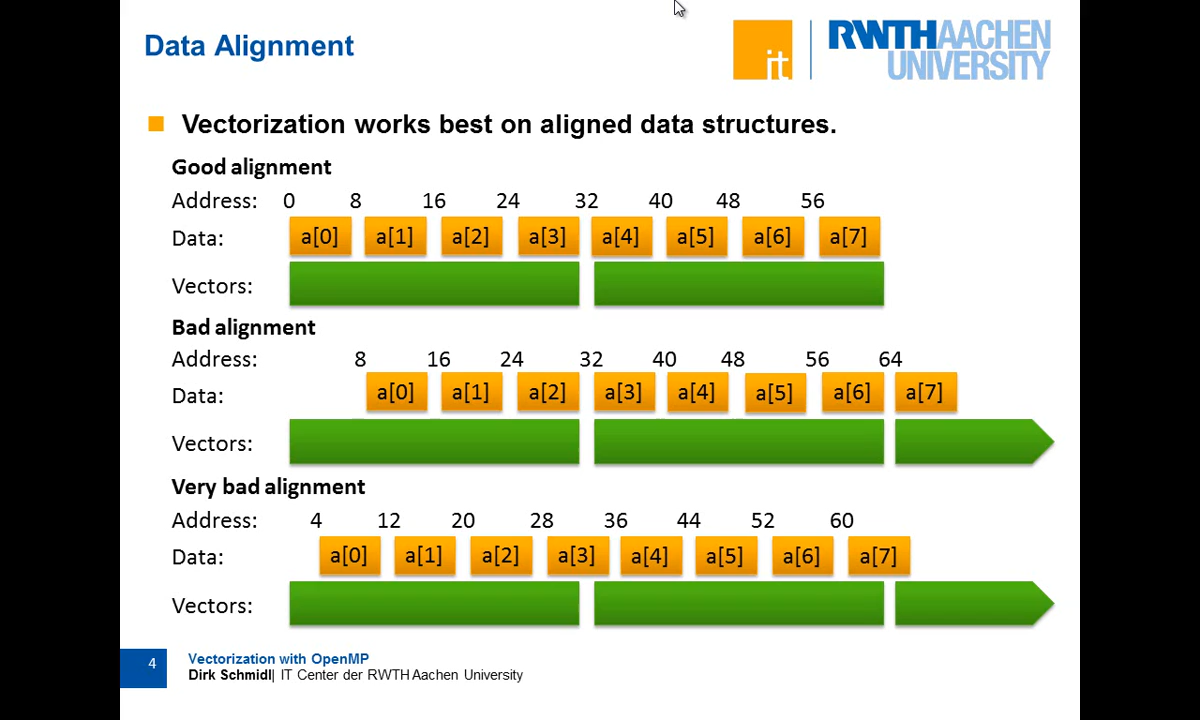 Data Alignment
it
RWTHAACHEN
UNIVERSITY
Vectorization works best on aligned data structures.
Good alignment
Address: 0 8 16 24 32 40 48 56
Data: a[0] a[1] a[2] a[3] a[4] a[5] a[6] a[7]
Vectors:
Bad alignment
Address: 8 16 24 32 40 48 56 64
Data: a[0] a[1] a[2] a[3] a[4] a[5] a[6] a[7]
Vectors:
Very bad alignment
Address: 4 12 20 28 36 44 52 60
Data: a[0] a[1] a[2] a[3] a[4] a[5] a[6] a[7]
Vectors:
4 Vectorization with OpenMP
Dirk Schmidl| IT Center der RWTH Aachen University